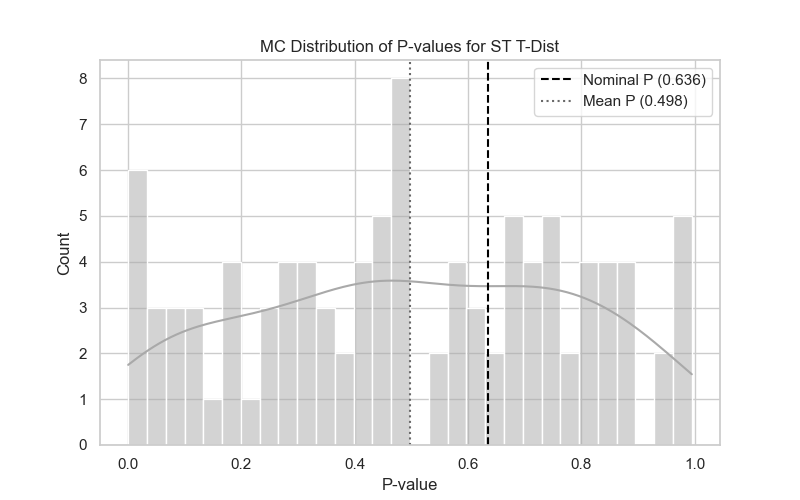 MC Distribution of P-values for ST T-Dist
Nominal P (0.636)
Mean P (0.498)
Count
8
7
6
5
4
3
2
1
0
0.0 0.2 0.4 0.6 0.8 1.0
P-value